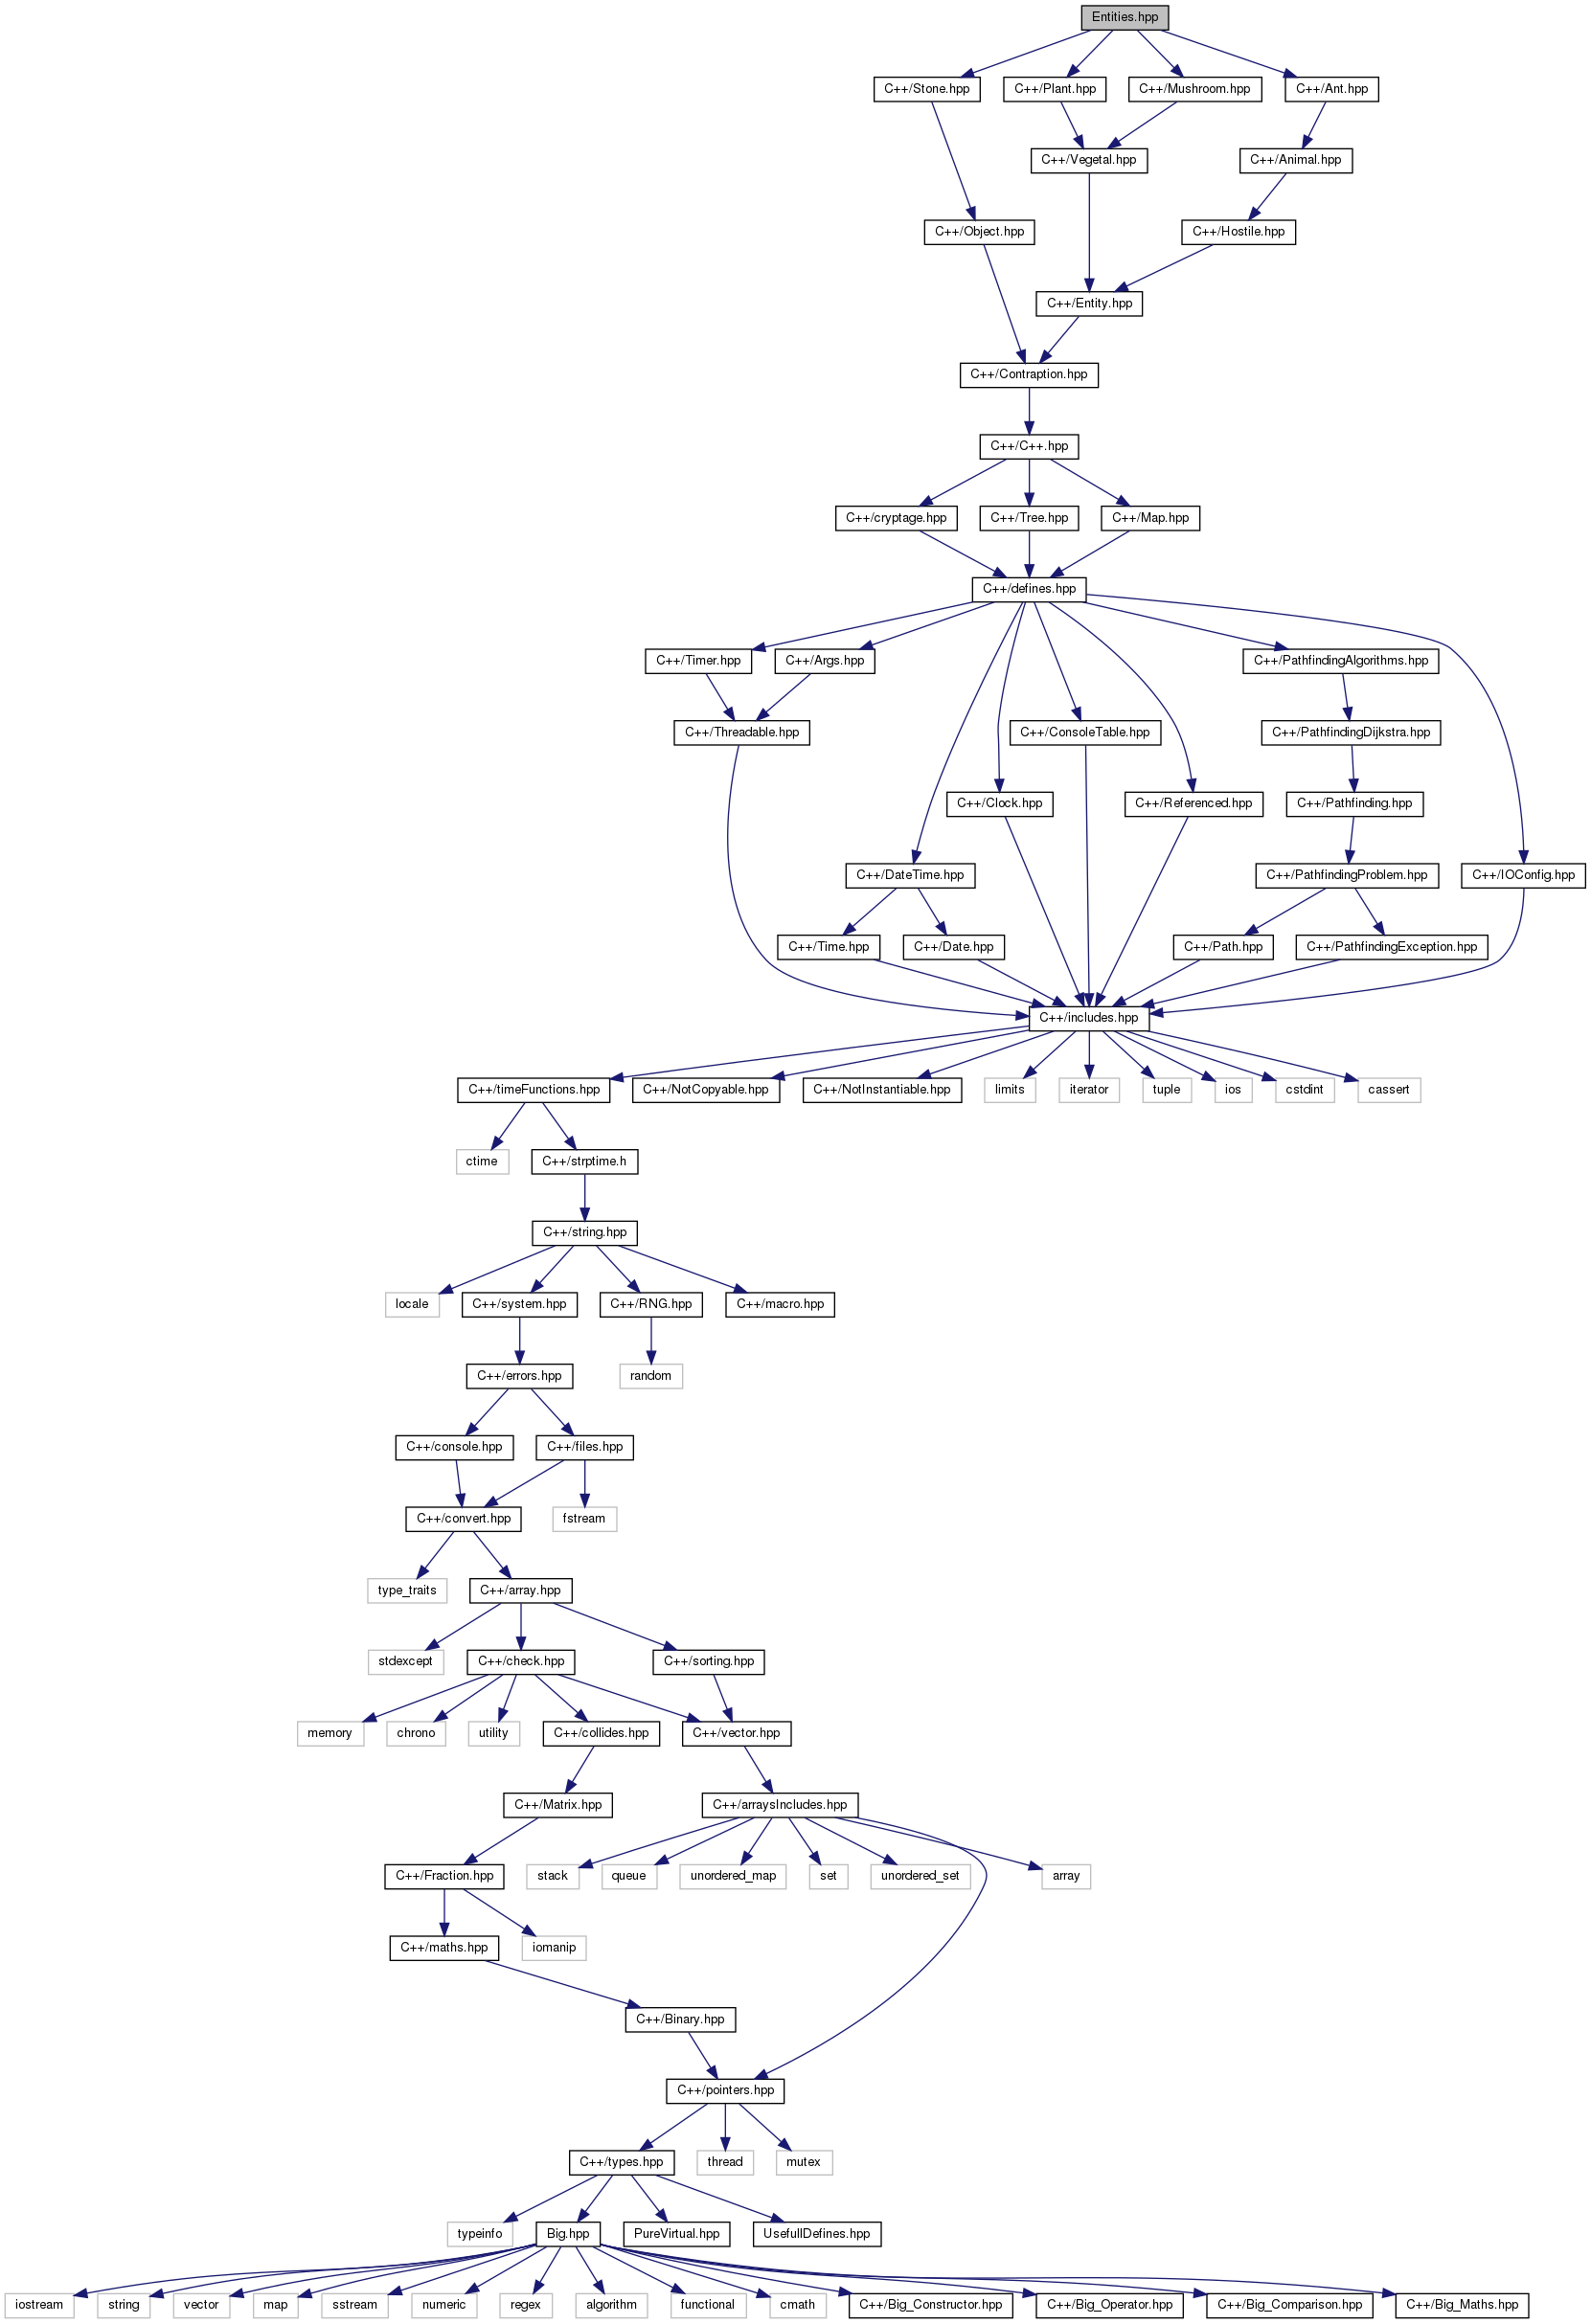 Entities.hpp
C++/Stone.hpp
C++/Plant.hpp
C++/Mushroom.hpp
C++/Ant.hpp
C++/Vegetal.hpp
C++/Animal.hpp
C++/Object.hpp
C++/Hostile.hpp
C++/Entity.hpp
C++/Contraption.hpp
C++/C++.hpp
C++/cryptage.hpp
C++/Tree.hpp
C++/Map.hpp
C++/defines.hpp
C++/Timer.hpp
C++/Args.hpp
C++/PathfindingAlgorithms.hpp
C++/Threadable.hpp
C++/ConsoleTable.hpp
C++/PathfindingDijkstra.hpp
C++/Clock.hpp
C++/Referenced.hpp
C++/Pathfinding.hpp
C++/DateTime.hpp
C++/PathfindingProblem.hpp
C++/IOConfig.hpp
C++/Time.hpp
C++/Date.hpp
C++/Path.hpp
C++/PathfindingException.hpp
C++/includes.hpp
C++/timeFunctions.hpp
C++/NotCopyable.hpp
C++/NotInstantiable.hpp
limits
iterator
tuple
ios
cstdint
cassert
ctime
C++/strptime.h
C++/string.hpp
locale
C++/system.hpp
C++/RNG.hpp
C++/macro.hpp
C++/errors.hpp
random
C++/console.hpp
C++/files.hpp
C++/convert.hpp
fstream
type_traits
C++/array.hpp
stdexcept
C++/check.hpp
C++/sorting.hpp
memory
chrono
utility
C++/collides.hpp
C++/vector.hpp
C++/Matrix.hpp
C++/arraysIncludes.hpp
C++/Fraction.hpp
stack
queue
unordered_map
set
unordered_set
array
C++/maths.hpp
iomanip
C++/Binary.hpp
C++/pointers.hpp
C++/types.hpp
thread
mutex
typeinfo
Big.hpp
PureVirtual.hpp
UsefullDefines.hpp
iostream
string
vector
map
sstream
numeric
regex
algorithm
functional
cmath
C++/Big_Constructor.hpp
C++/Big_Operator.hpp
C++/Big_Comparison.hpp
C++/Big_Maths.hpp